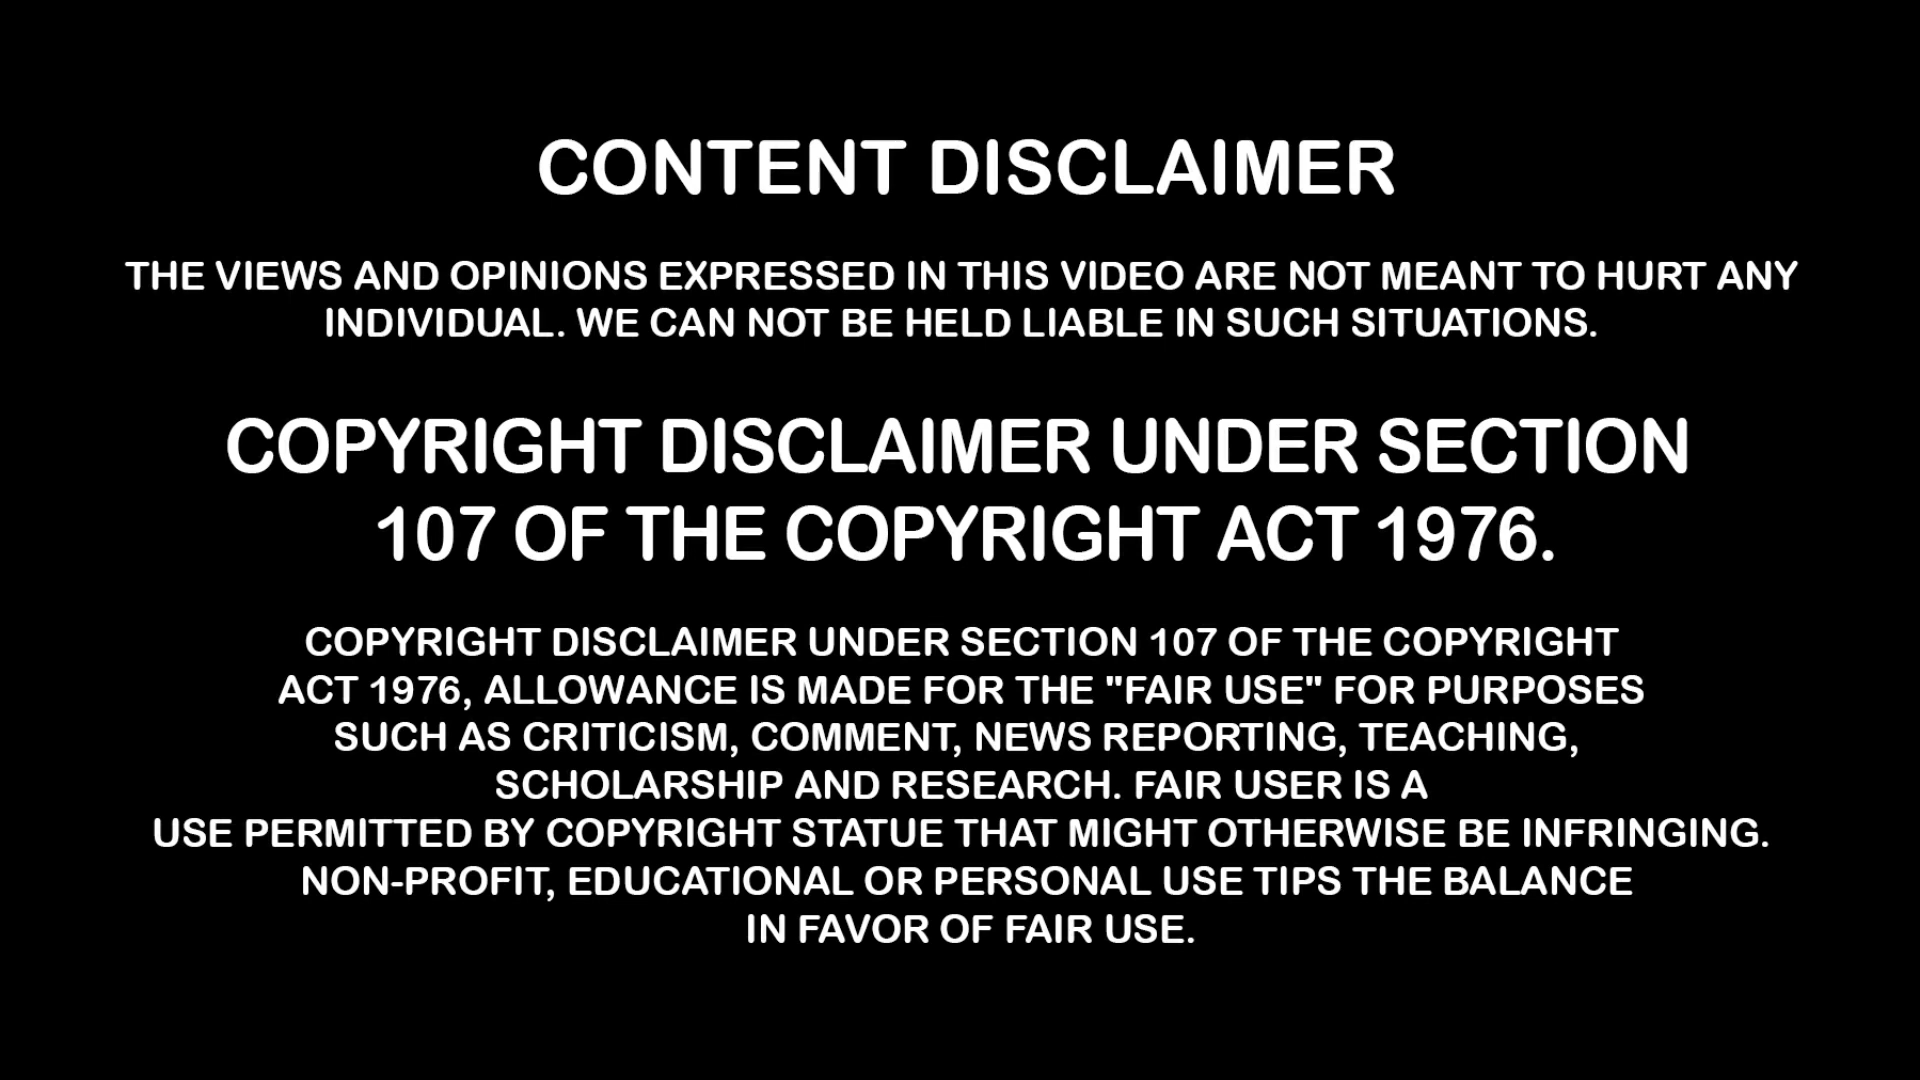 CONTENT DISCLAIMER
THE VIEWS AND OPINIONS EXPRESSED IN THIS VIDEO ARE NOT MEANT TO HURT ANY
INDIVIDUAL. WE CAN NOT BE HELD LIABLE IN SUCH SITUATIONS.
COPYRIGHT DISCLAIMER UNDER SECTION
107 OF THE COPYRIGHT ACT 1976.
COPYRIGHT DISCLAIMER UNDER SECTION 107 OF THE COPYRIGHT
ACT 1976, ALLOWANCE IS MADE FOR THE "FAIR USE" FOR PURPOSES
SUCH AS CRITICISM, COMMENT, NEWS REPORTING, TEACHING,
SCHOLARSHIP AND RESEARCH. FAIR USER IS A
USE PERMITTED BY COPYRIGHT STATUE THAT MIGHT OTHERWISE BE INFRINGING.
NON-PROFIT, EDUCATIONAL OR PERSONAL USE TIPS THE BALANCE
IN FAVOR OF FAIR USE.